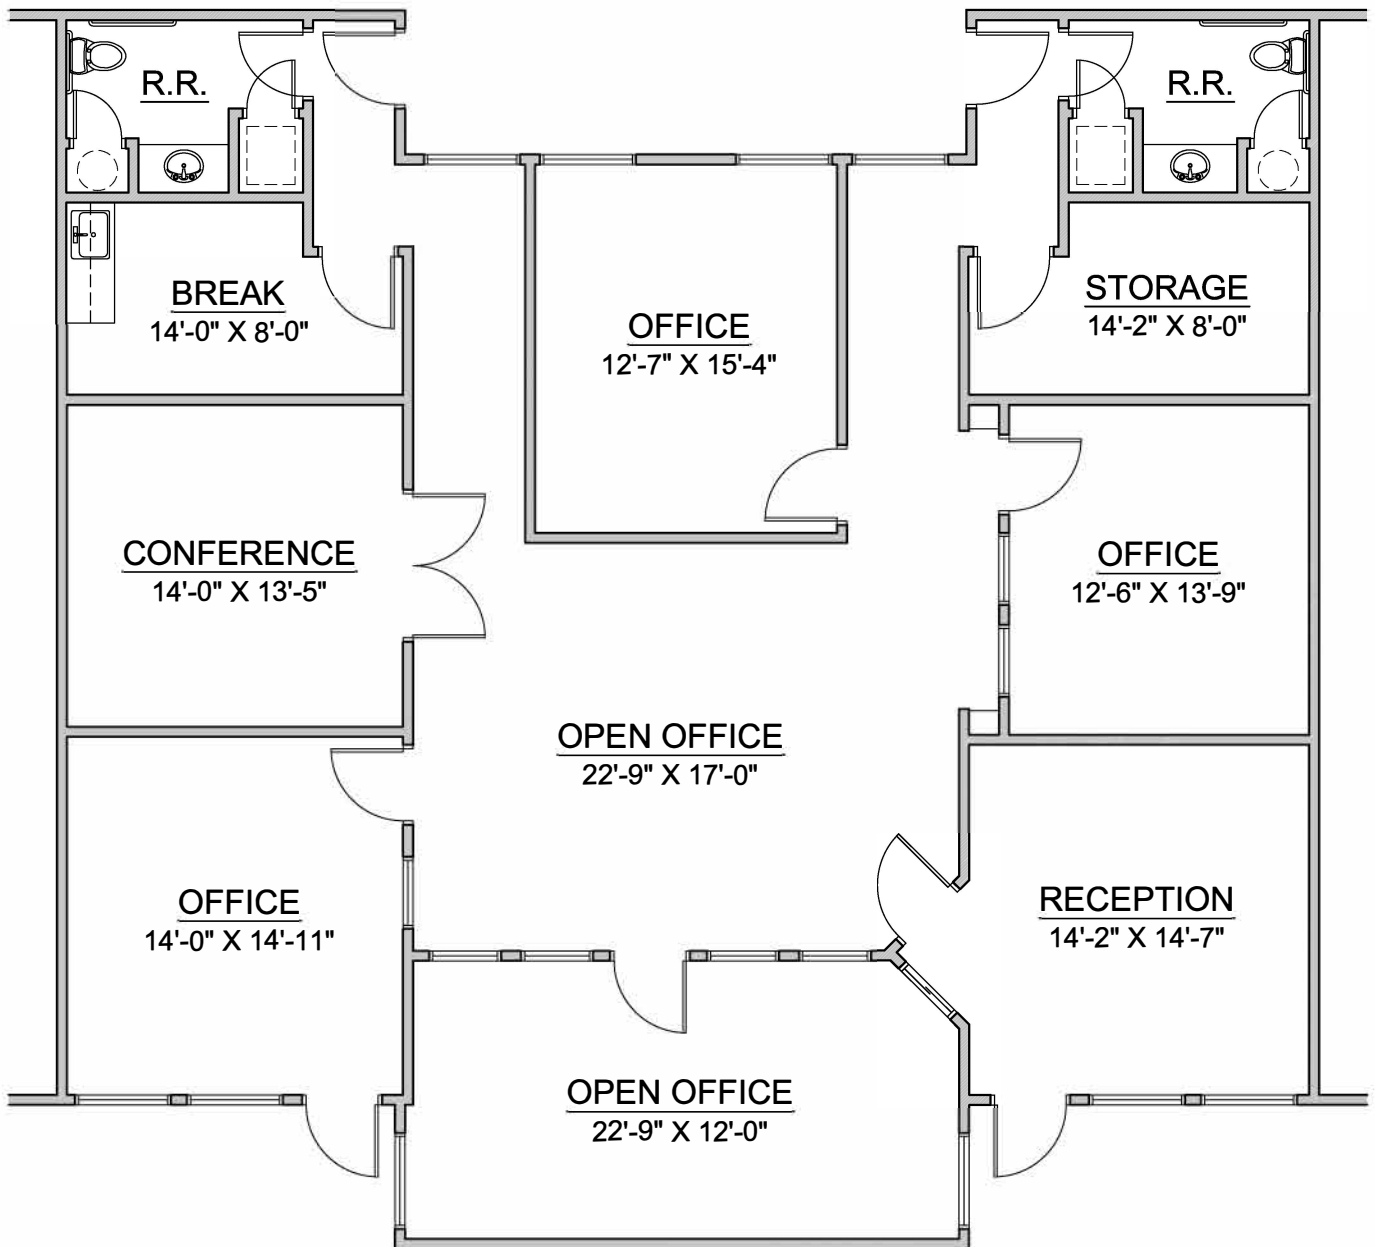 R.R.
R.R.
BREAK
14'-0" X 8'-0"
OFFICE
12'-7" X 15'-4"
STORAGE
14'-2" X 8'-0"
CONFERENCE
14'-0" X 13'-5"
OFFICE
12'-6" X 13'-9"
OPEN OFFICE
22'-9" X 17'-0"
OFFICE
14'-0" X 14'-11"
RECEPTION
14'-2" X 14'-7"
OPEN OFFICE
22'-9" X 12'-0"